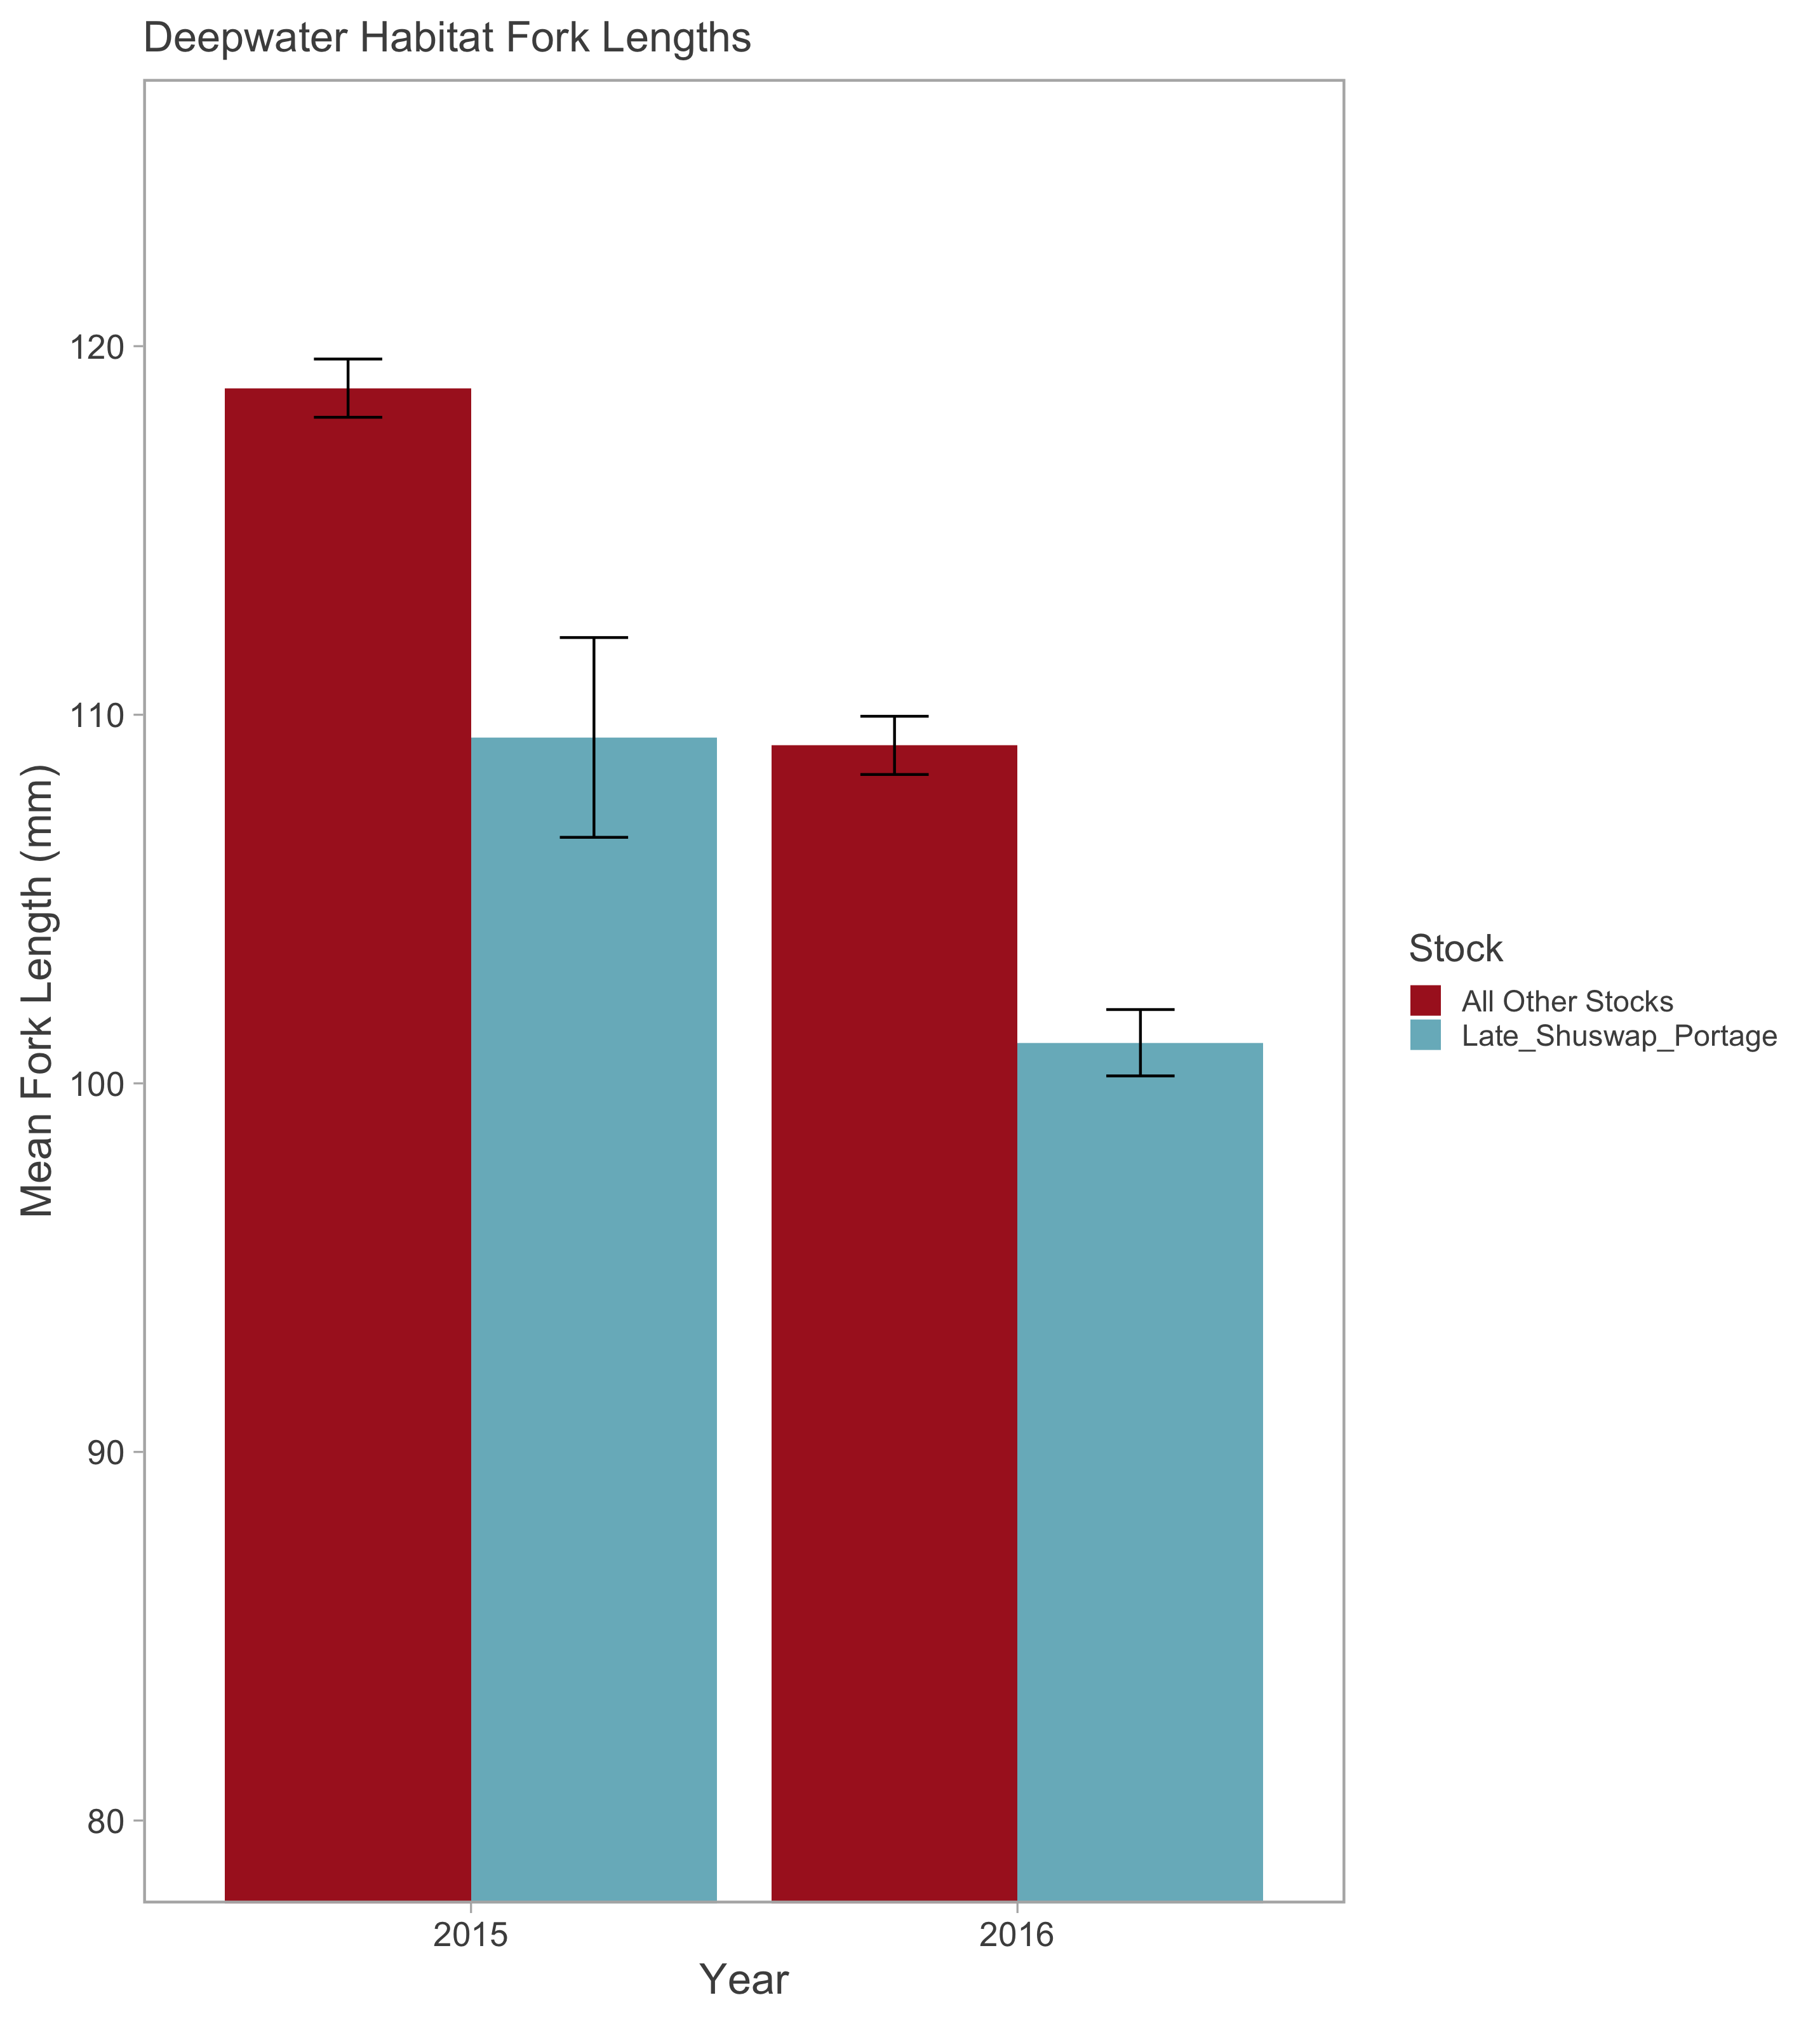 Deepwater Habitat Fork Lengths
Mean Fork Length (mm)
120
110
100
90
80
2015
2016
Year
Stock
All Other Stocks
Late_Shuswap_Portage